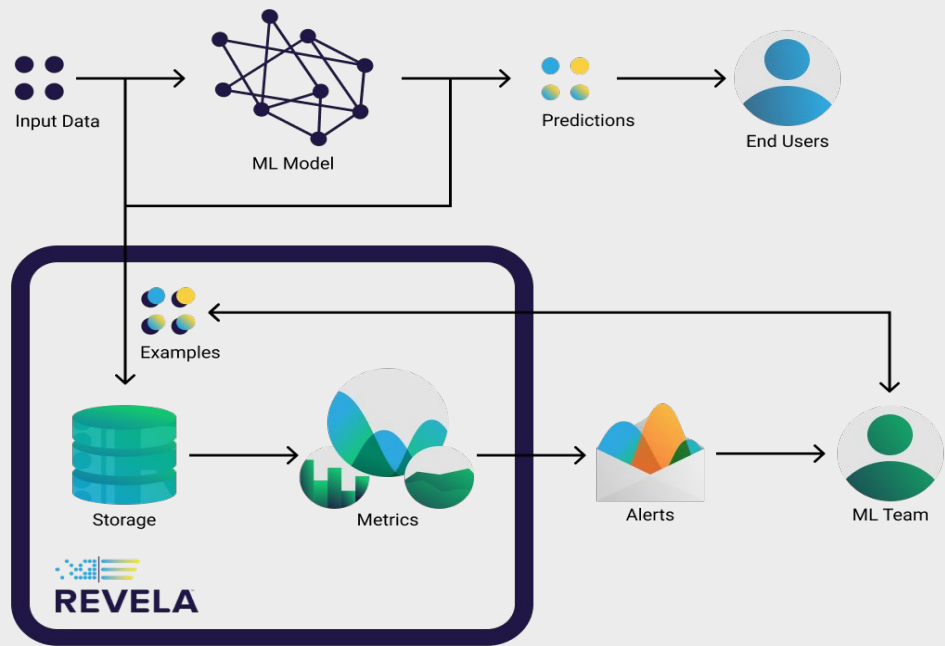 Input Data
ML Model
Predictions
End Users
Examples
Storage
Metrics
Alerts
ML Team
REVELA